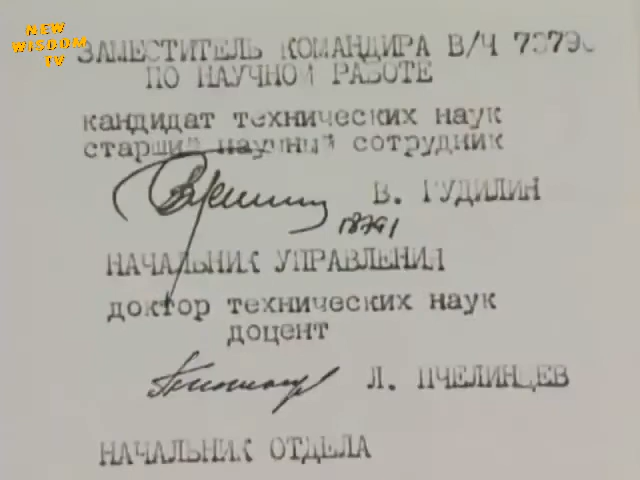 NEW
WISDOM
TV
ЗАМЕСТИТЕЛЬ КОМАНДИРА В/Ч
ПО НАУЧНОЙ РАБОТЕ
кандидат технических наук
старший научный сотрудник
В. ГУДИЛИН
НАЧАЛЬНИК УПРАВЛЕНИЯ
доктор технических наук
доцент
Л. ПЧЕЛИНЦЕВ
НАЧАЛЬНИК ОТДЕЛА